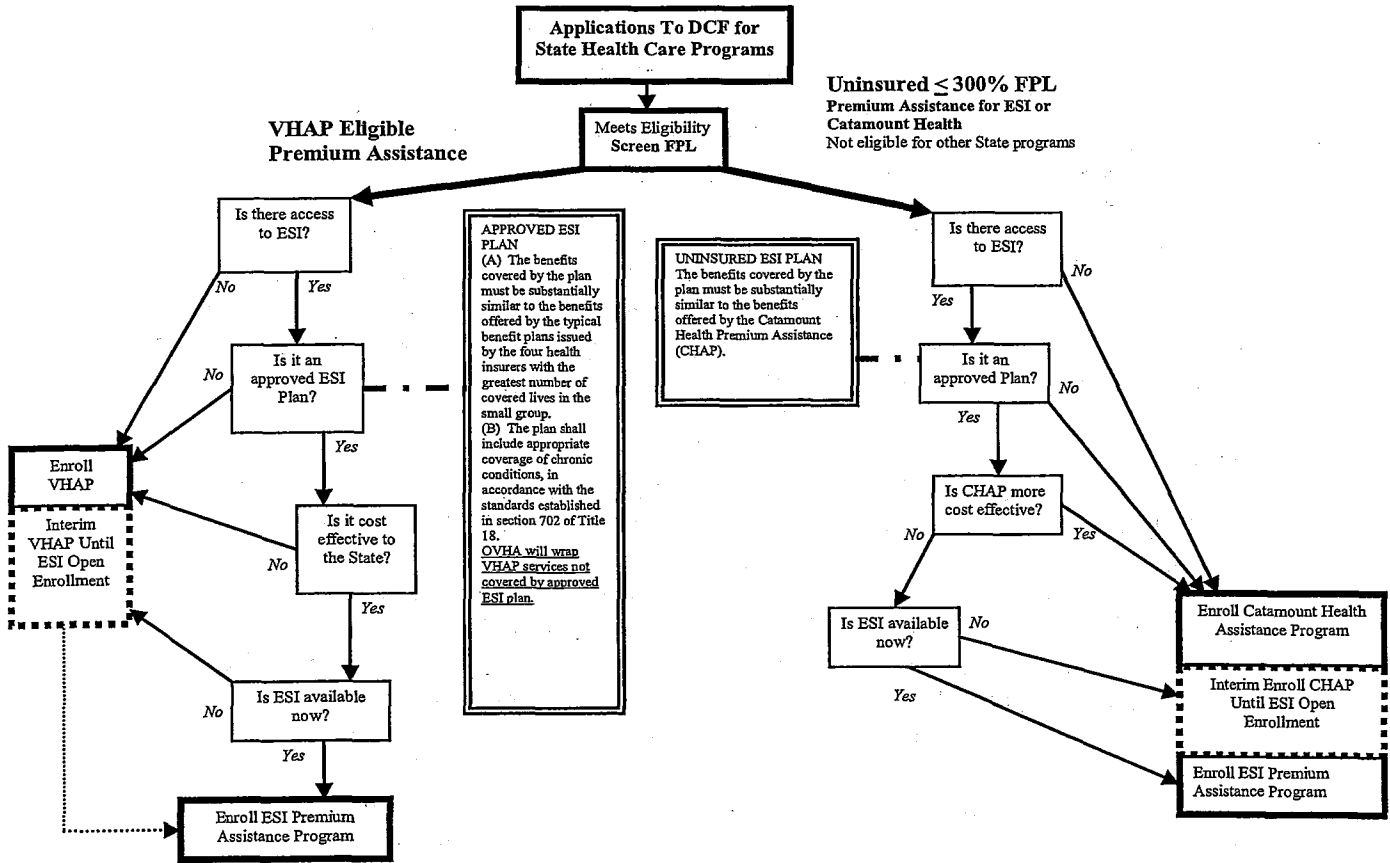 Applications To DCF for
State Health Care Programs
Uninsured ≤ 300% FPL
Premium Assistance for ESI or
Catamount Health
Not eligible for other State programs
VHAP Eligible
Premium Assistance
Meets Eligibility
Screen FPL
Is there access
to ESI?
No
Yes
Is it an
approved ESI
Plan?
No
Yes
Enroll
VHAP
Interim
VHAP Until
ESI Open
Enrollment
Is it cost
effective to
the State?
No
Yes
Is ESI available
now?
No
Yes
Enroll ESI Premium
Assistance Program
APPROVED ESI
PLAN
(A) The benefits
covered by the plan
must be substantially
similar to the benefits
offered by the typical
benefit plans issued
by the four health
insurers with the
greatest number of
covered lives in the
small group.
(B) The plan shall
include appropriate
coverage of chronic
conditions, in
accordance with the
standards established
in section 702 of Title
18.
OVHA will wrap
VHAP services not
covered by approved
ESI plan.
UNINSURED ESI PLAN
The benefits covered by the
plan must be substantially
similar to the benefits
offered by the Catamount
Health Premium Assistance
(CHAP).
Is there access
to ESI?
No
Yes
Is it an
approved Plan?
No
Yes
Is CHAP more
cost effective?
No
Yes
Is ESI available
now?
No
Yes
Enroll Catamount Health
Assistance Program
Interim Enroll CHAP
Until ESI Open
Enrollment
Enroll ESI Premium
Assistance Program